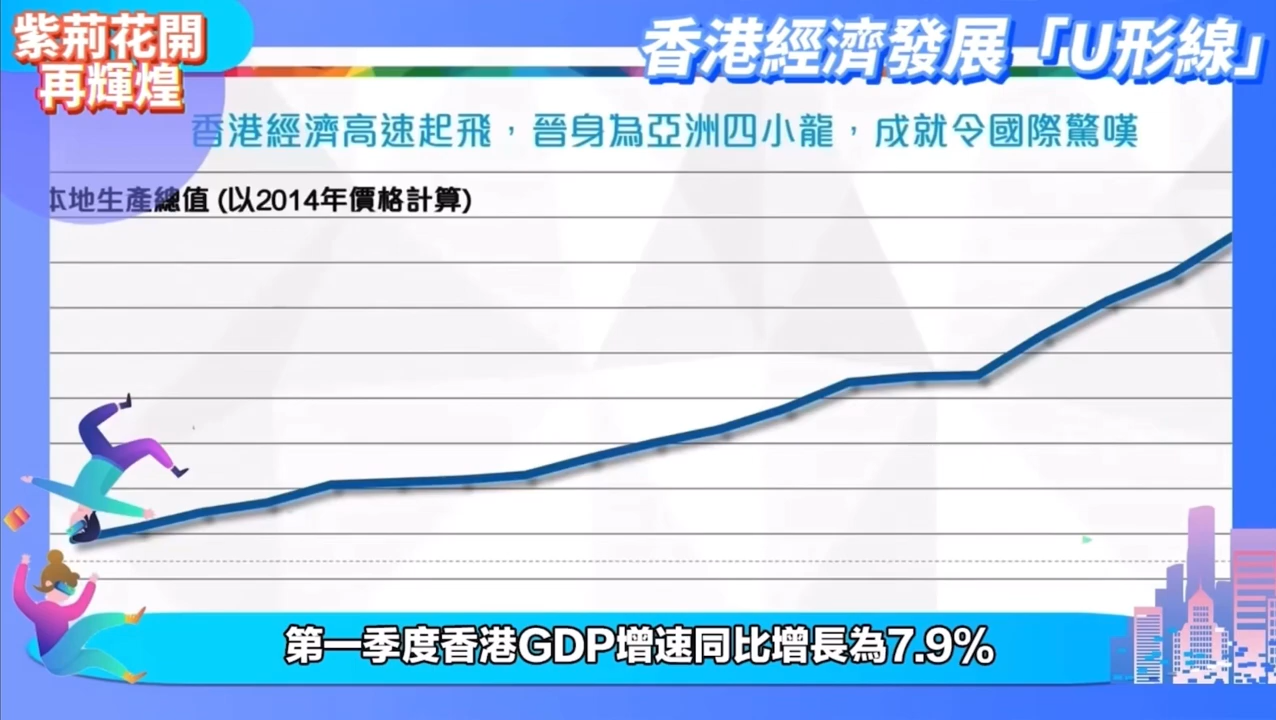 紫荊花開
再輝煌
香港經濟發展「U形線」
香港經濟高速起飛，晉身為亞洲四小龍，成就令國際驚嘆
本地生產總值 (以2014年價格計算)
第一季度香港GDP增速同比增長為7.9%